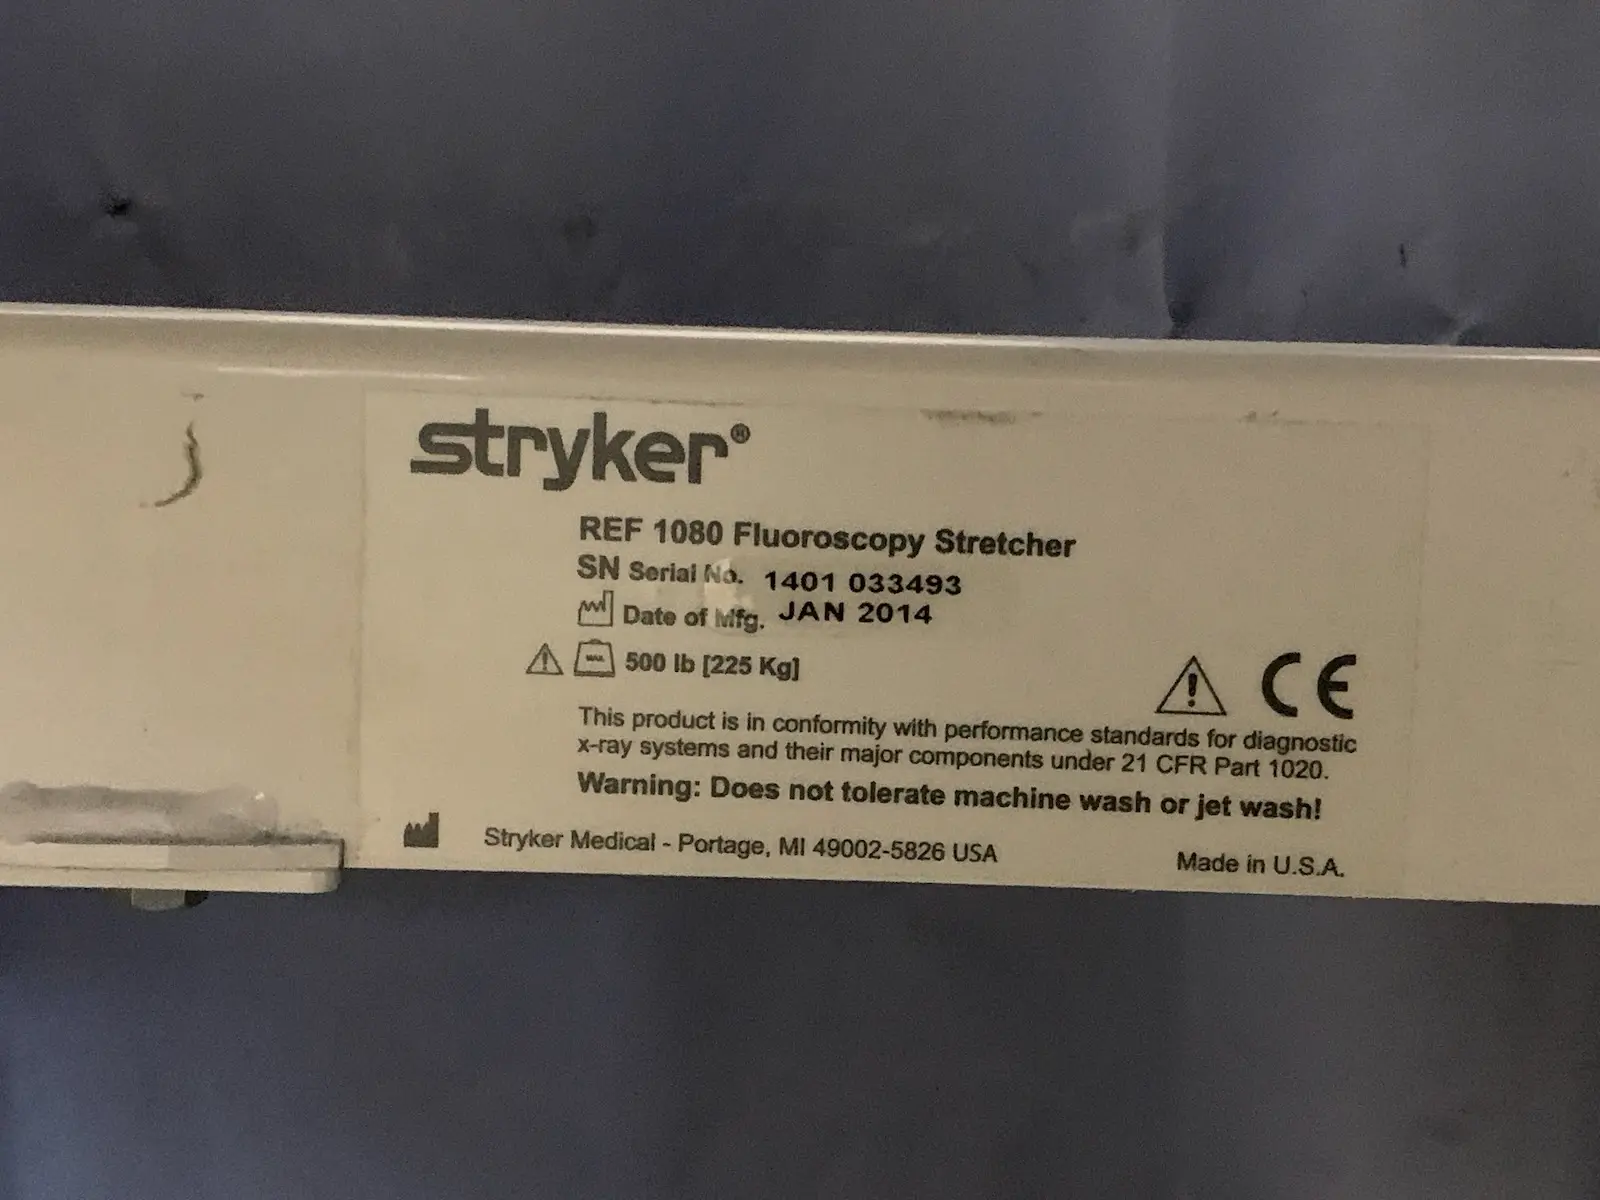 stryker®
REF 1080 Fluoroscopy Stretcher
SN Serial No. 1401 033493
Date of Mfg. JAN 2014
MAX 500 lb [225 Kg]
CE
This product is in conformity with performance standards for diagnostic
x-ray systems and their major components under 21 CFR Part 1020.
Warning: Does not tolerate machine wash or jet wash!
Stryker Medical - Portage, MI 49002-5826 USA
Made in U.S.A.